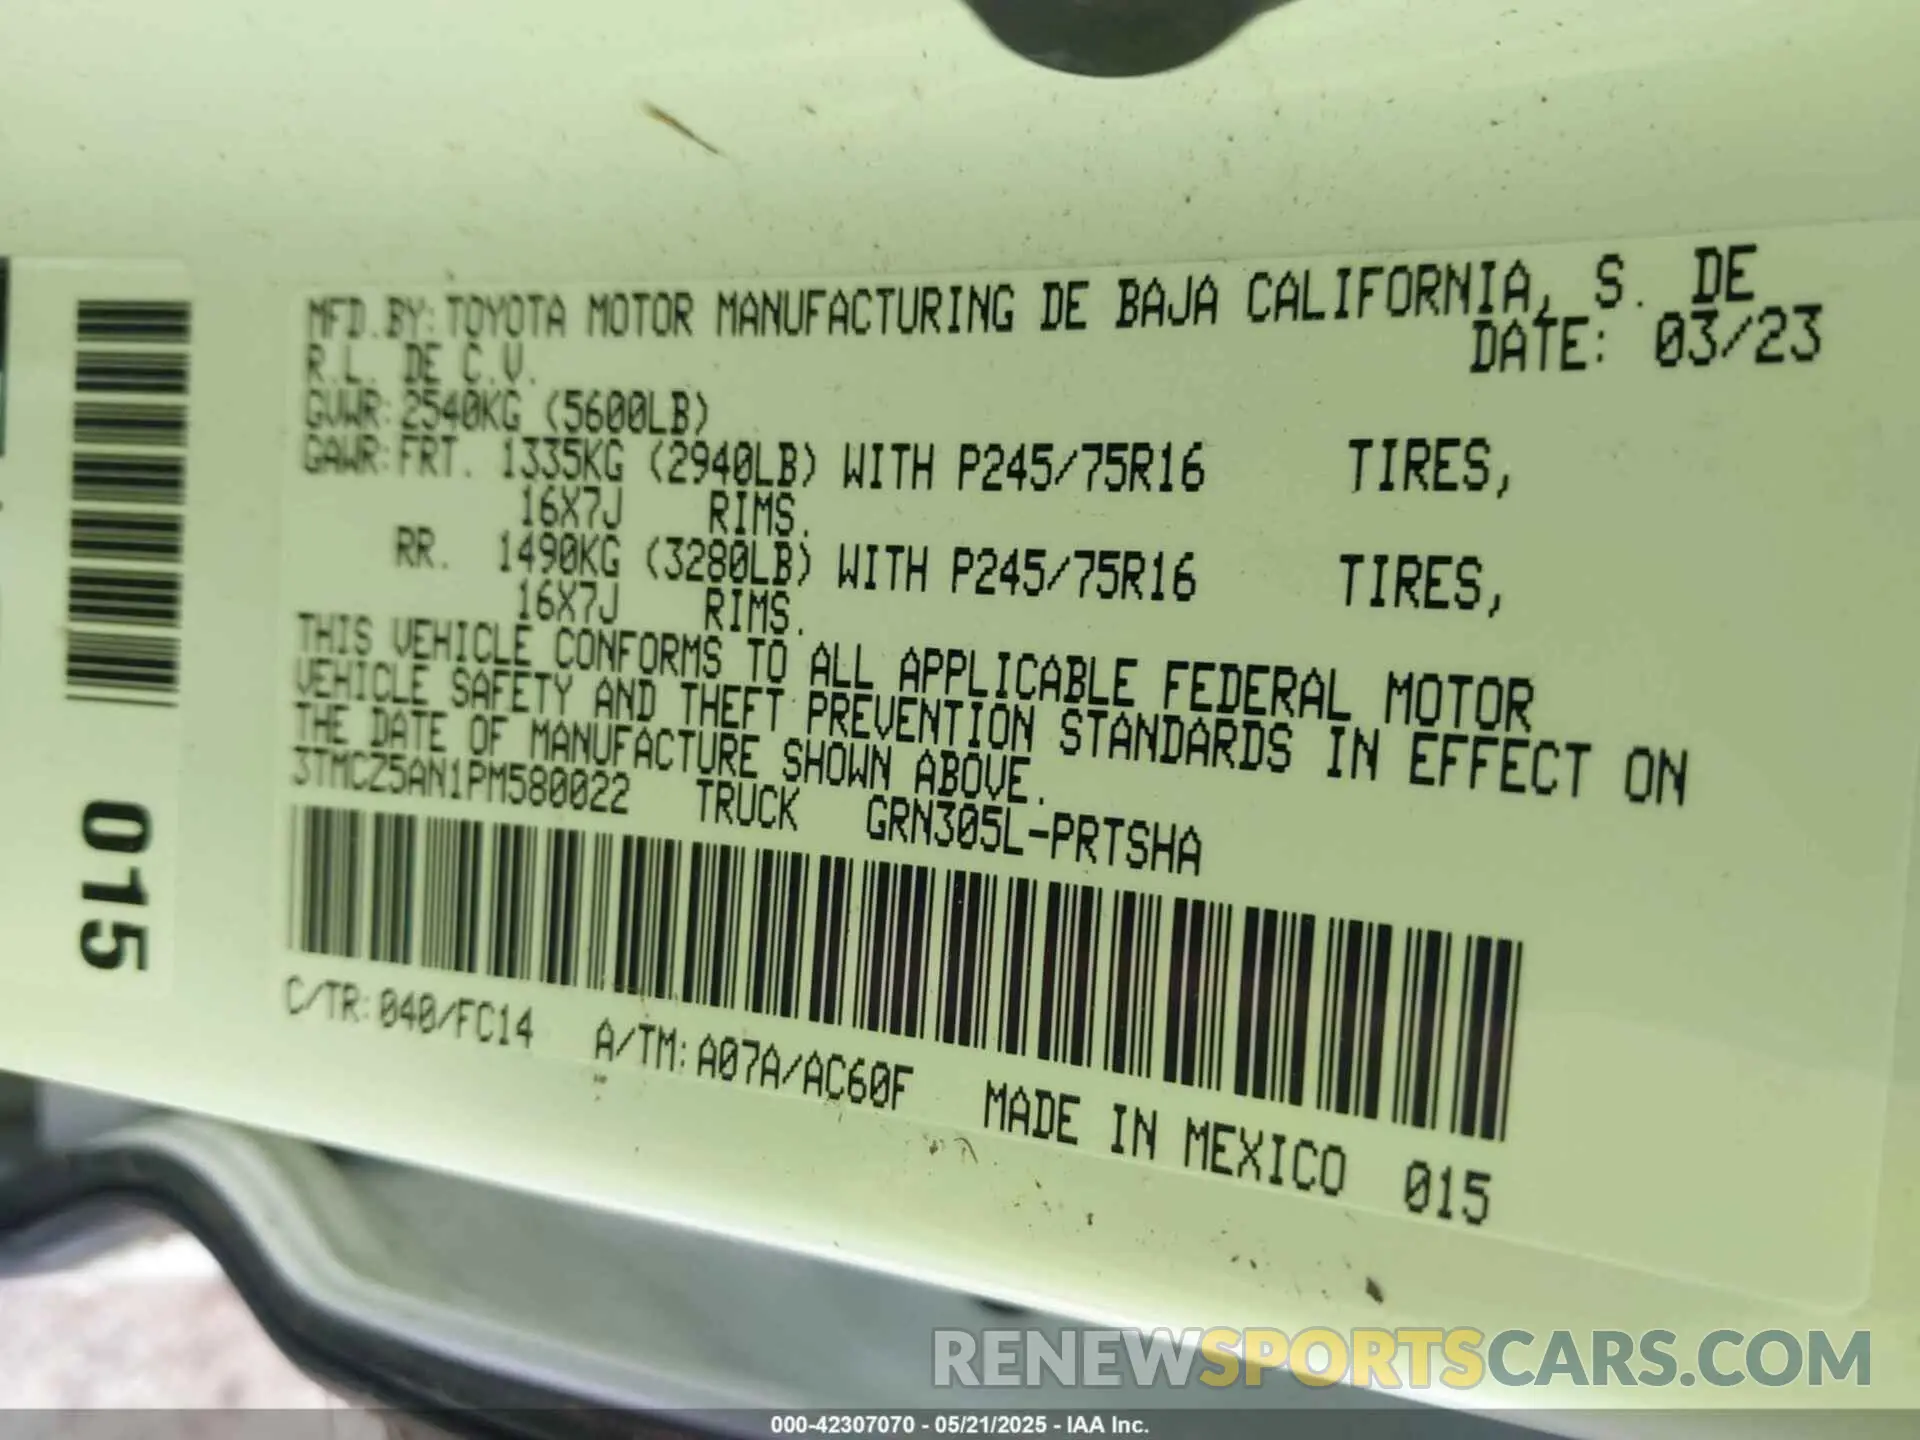 MFD.BY:TOYOTA MOTOR MANUFACTURING DE BAJA CALIFORNIA, S. DE
R.L. DE C.V.
DATE: 03/23
GVWR:2540KG (5600LB)
GAWR:FRT. 1335KG (2940LB) WITH P245/75R16 TIRES,
16X7J RIMS.
RR. 1490KG (3280LB) WITH P245/75R16 TIRES,
16X7J RIMS.
THIS VEHICLE CONFORMS TO ALL APPLICABLE FEDERAL MOTOR
VEHICLE SAFETY AND THEFT PREVENTION STANDARDS IN EFFECT ON
THE DATE OF MANUFACTURE SHOWN ABOVE.
3TMCZ5AN1PM580022 TRUCK GRN305L-PRTSHA
C/TR:040/FC14 A/TM:A07A/AC60F MADE IN MEXICO 015
015
RENEWSPORTSCARS.COM
000-42307070 - 05/21/2025 - IAA Inc.